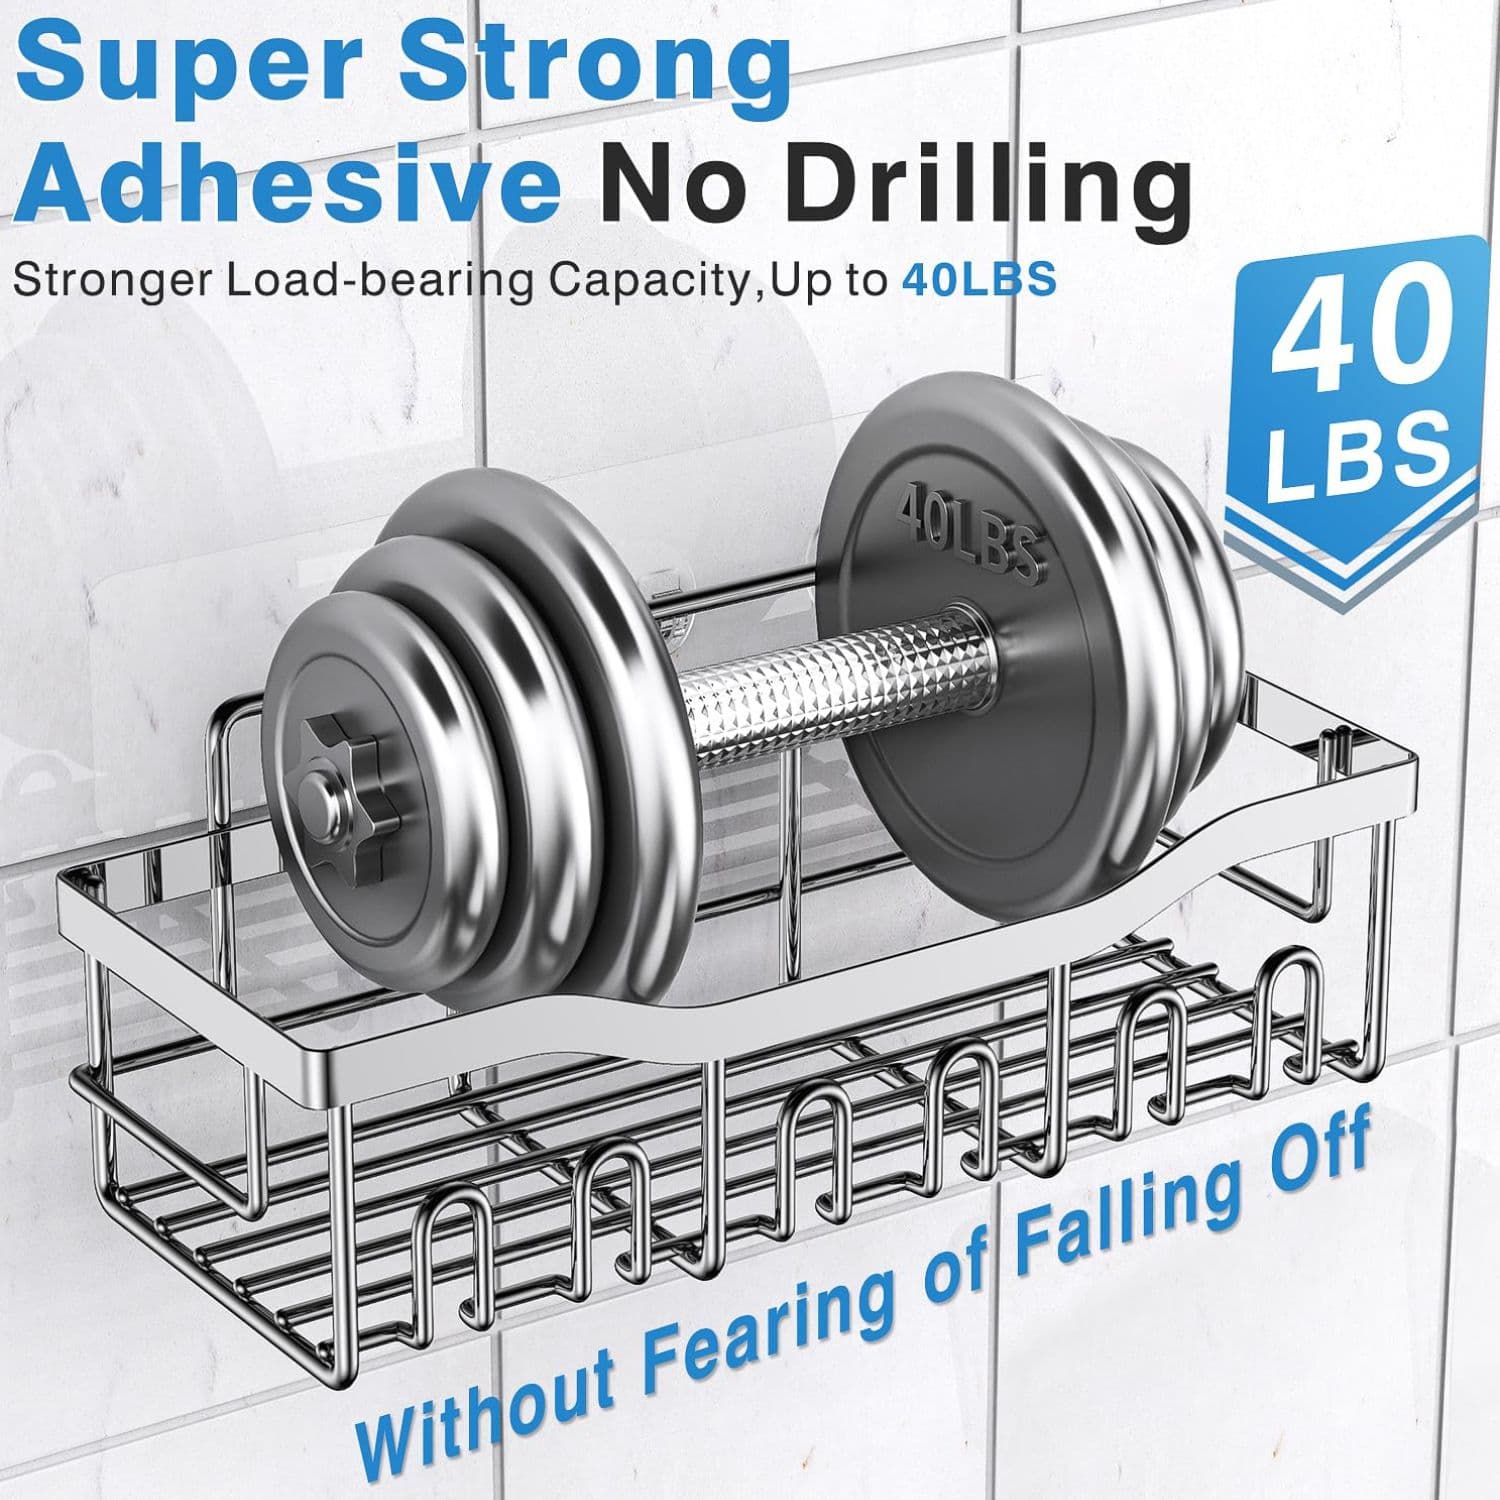 Super Strong
Adhesive No Drilling
Stronger Load-bearing Capacity,Up to 40LBS
40
LBS
40LBS
Without Fearing of Falling Off